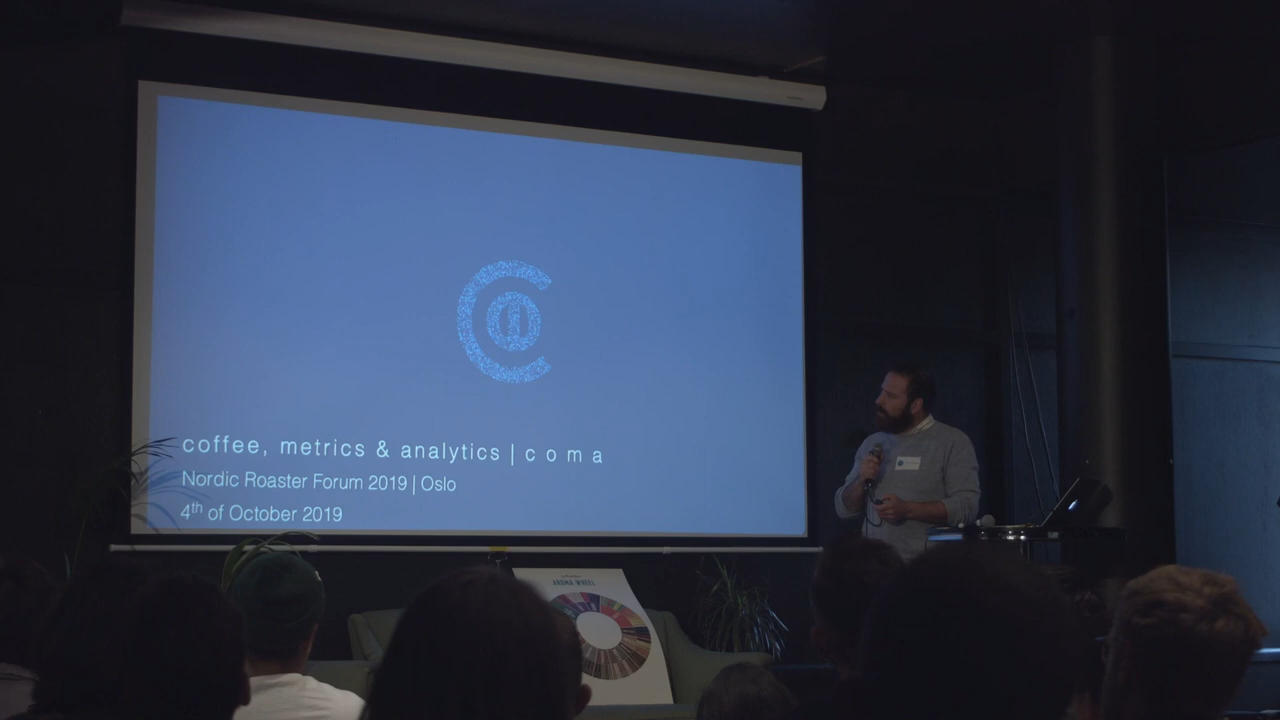 coffee, metrics & analytics | c o m a
Nordic Roaster Forum 2019 | Oslo
4th of October 2019
AROMA WHEEL